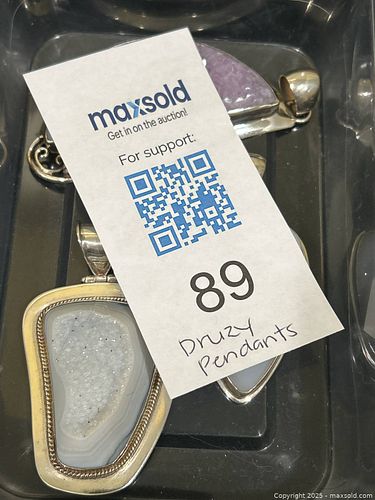 maxsold
Get in on the auction!
For support:
89
Druzy
Pendants
Copyright 2025 - maxsold.com